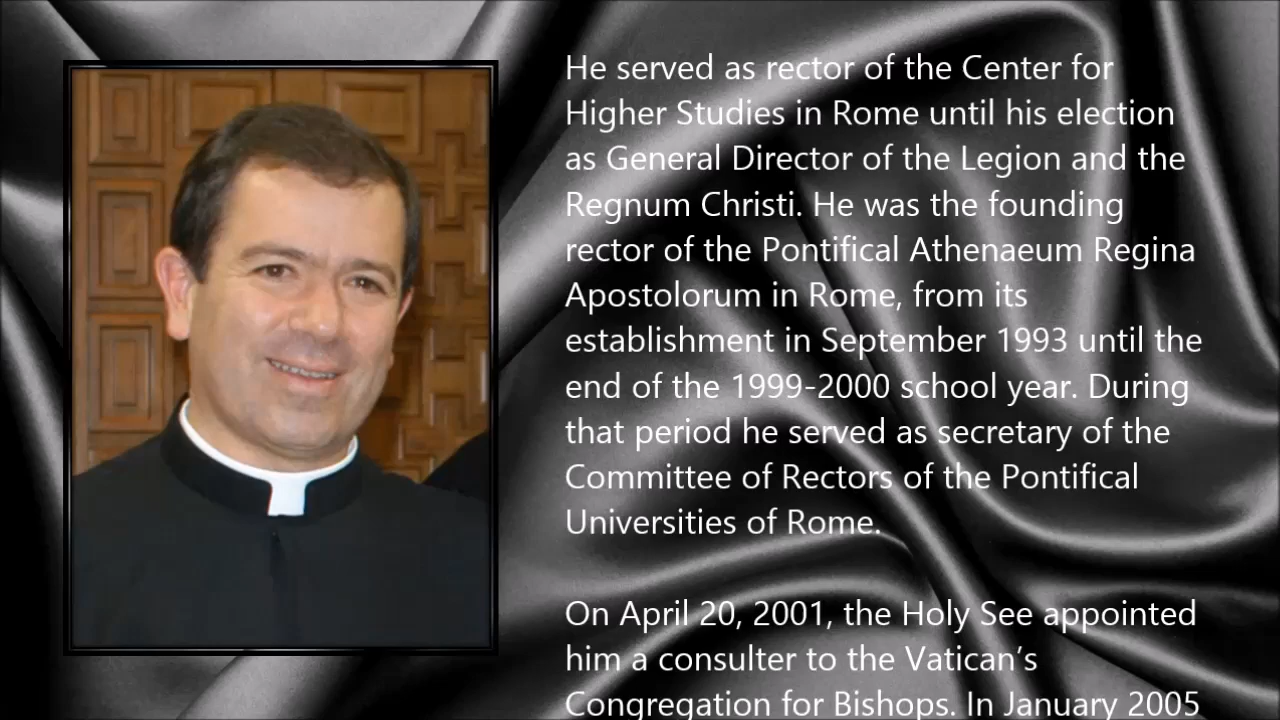 He served as rector of the Center for
Higher Studies in Rome until his election
as General Director of the Legion and the
Regnum Christi. He was the founding
rector of the Pontifical Athenaeum Regina
Apostolorum in Rome, from its
establishment in September 1993 until the
end of the 1999-2000 school year. During
that period he served as secretary of the
Committee of Rectors of the Pontifical
Universities of Rome.
On April 20, 2001, the Holy See appointed
him a consulter to the Vatican’s
Congregation for Bishops. In January 2005